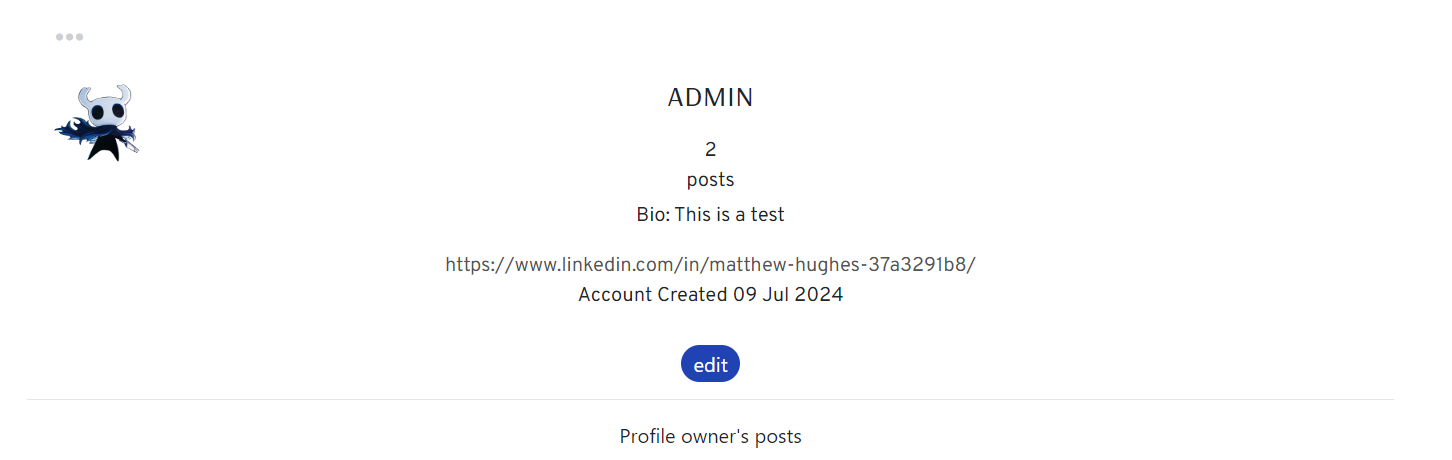 ADMIN
2
posts
Bio: This is a test
https://www.linkedin.com/in/matthew-hughes-37a3291b8/
Account Created 09 Jul 2024
edit
Profile owner's posts